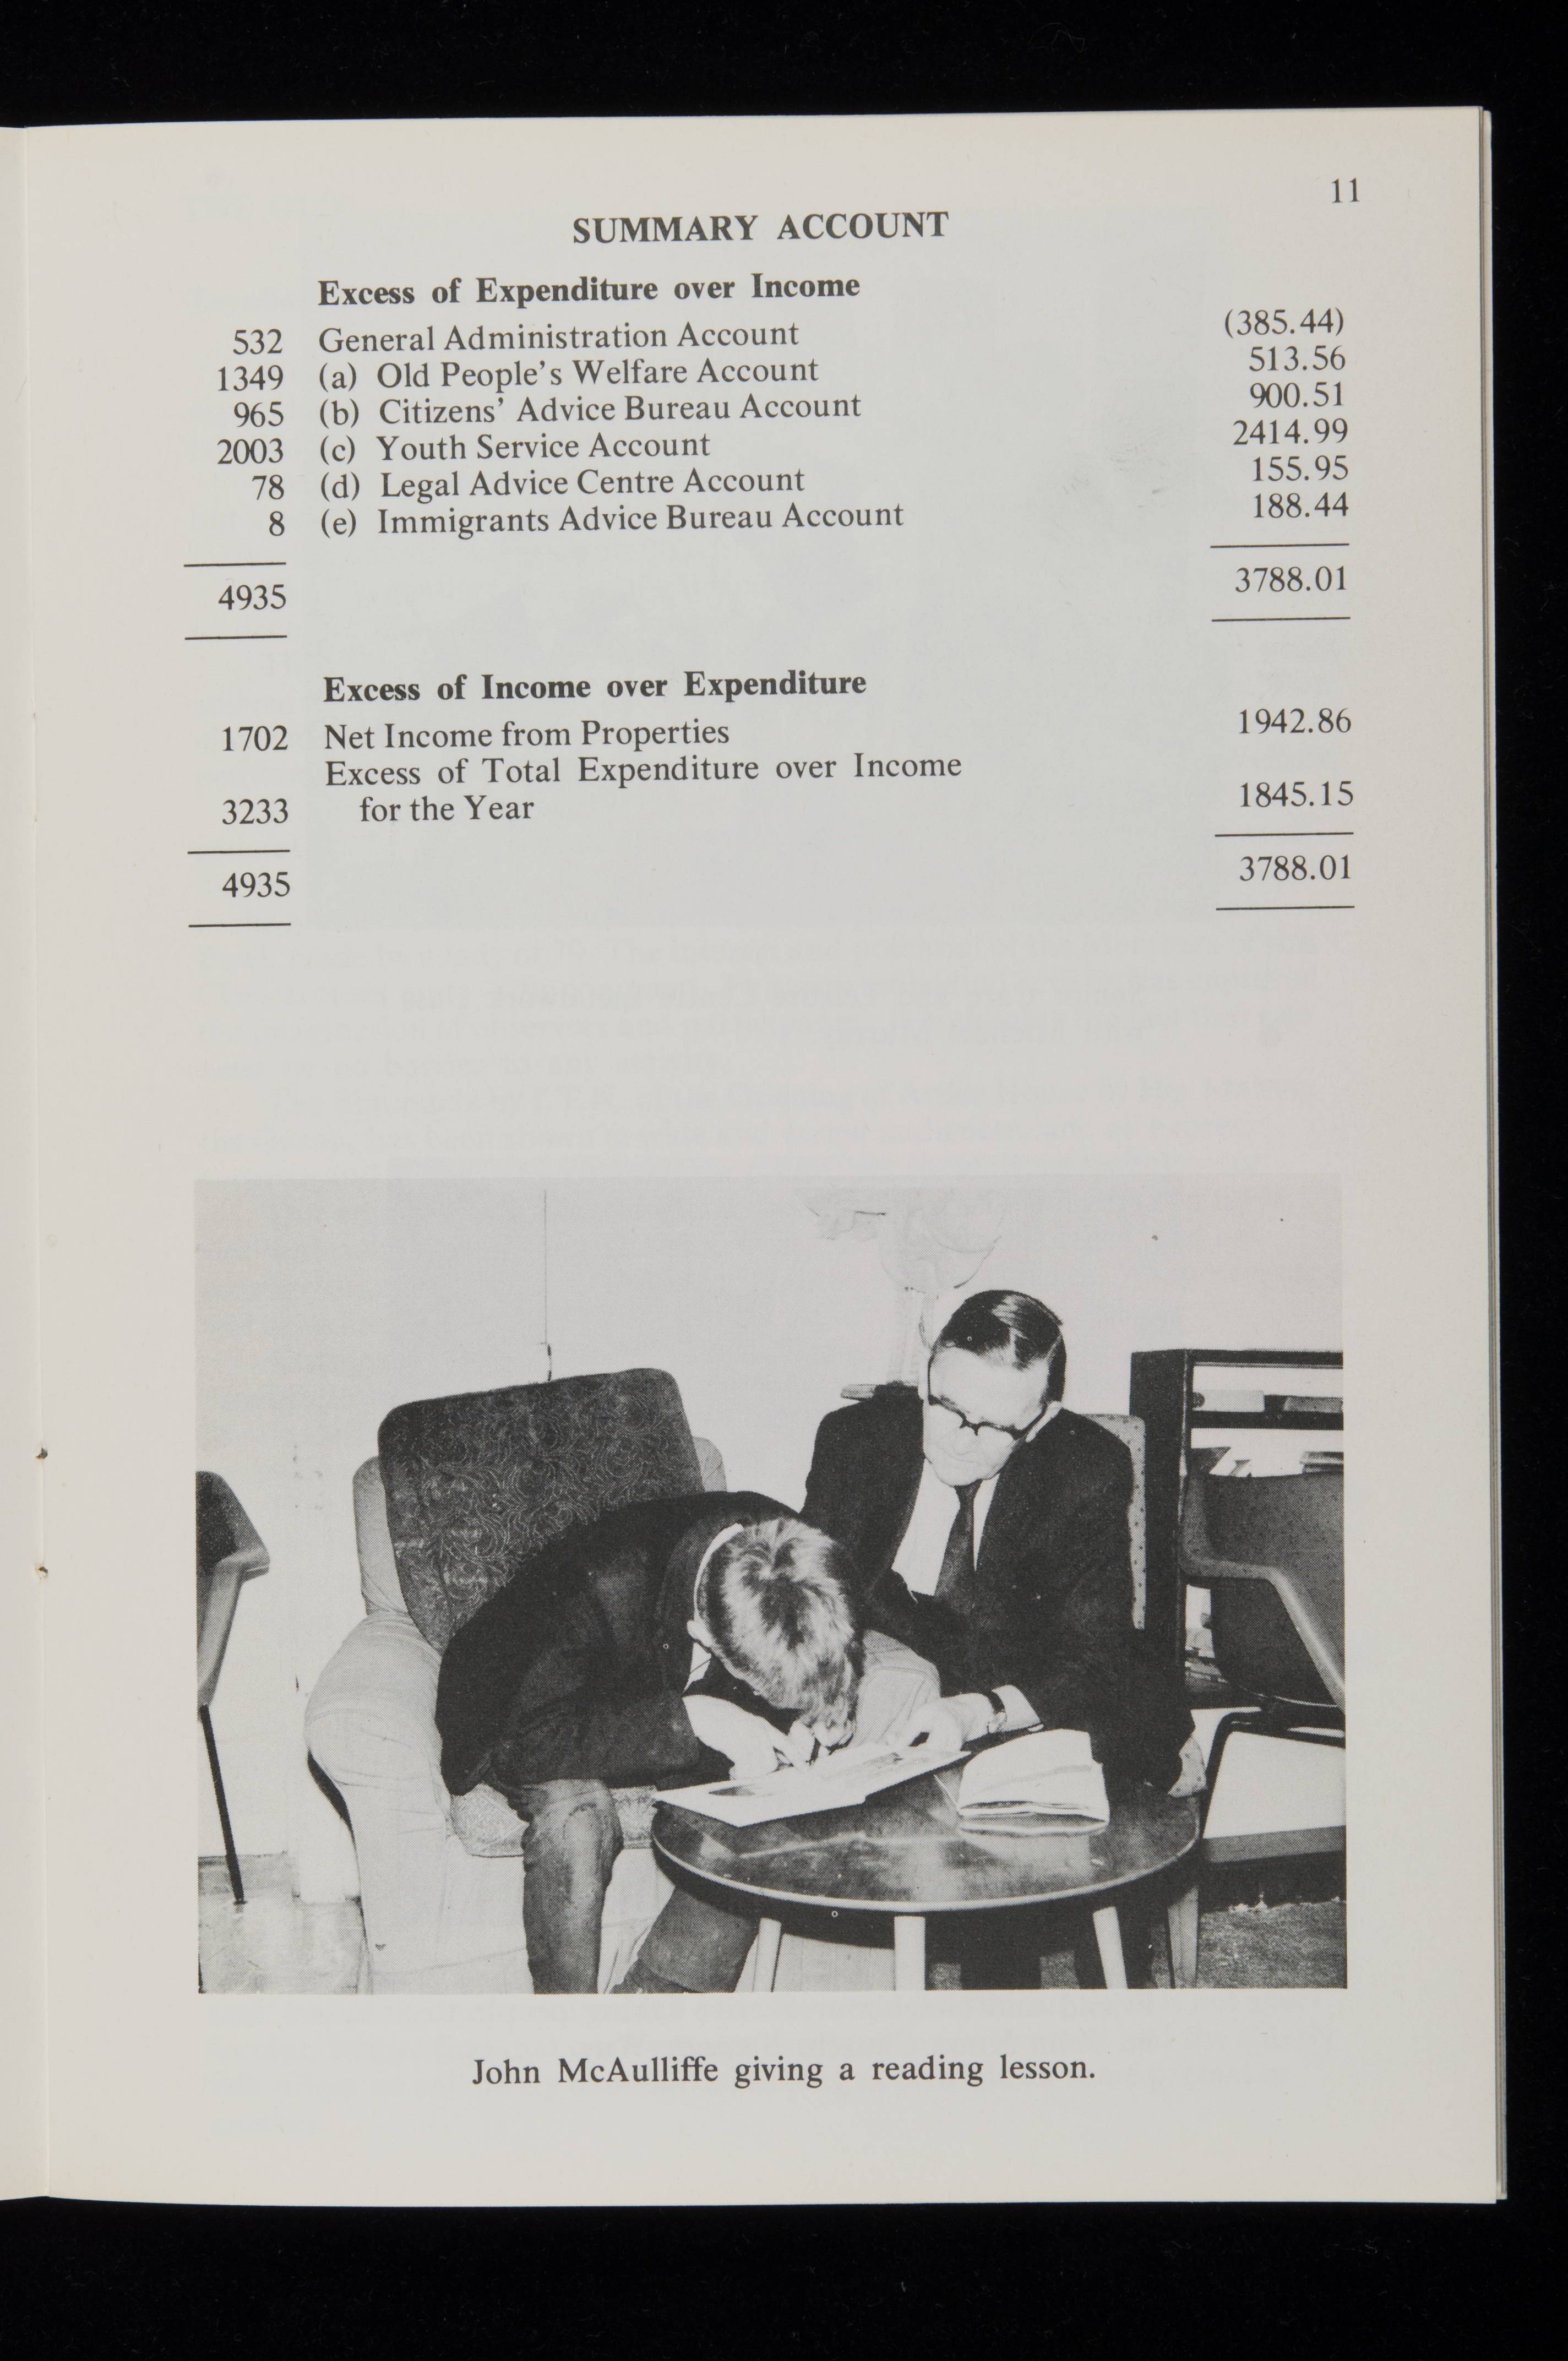 11
SUMMARY ACCOUNT
Excess of Expenditure over Income
532 General Administration Account (385.44)
1349 (a) Old People's Welfare Account 513.56
965 (b) Citizens' Advice Bureau Account 900.51
2003 (c) Youth Service Account 2414.99
78 (d) Legal Advice Centre Account 155.95
8 (e) Immigrants Advice Bureau Account 188.44
4935 3788.01
Excess of Income over Expenditure
1702 Net Income from Properties 1942.86
Excess of Total Expenditure over Income
3233 for the Year 1845.15
4935 3788.01
John McAulliffe giving a reading lesson.